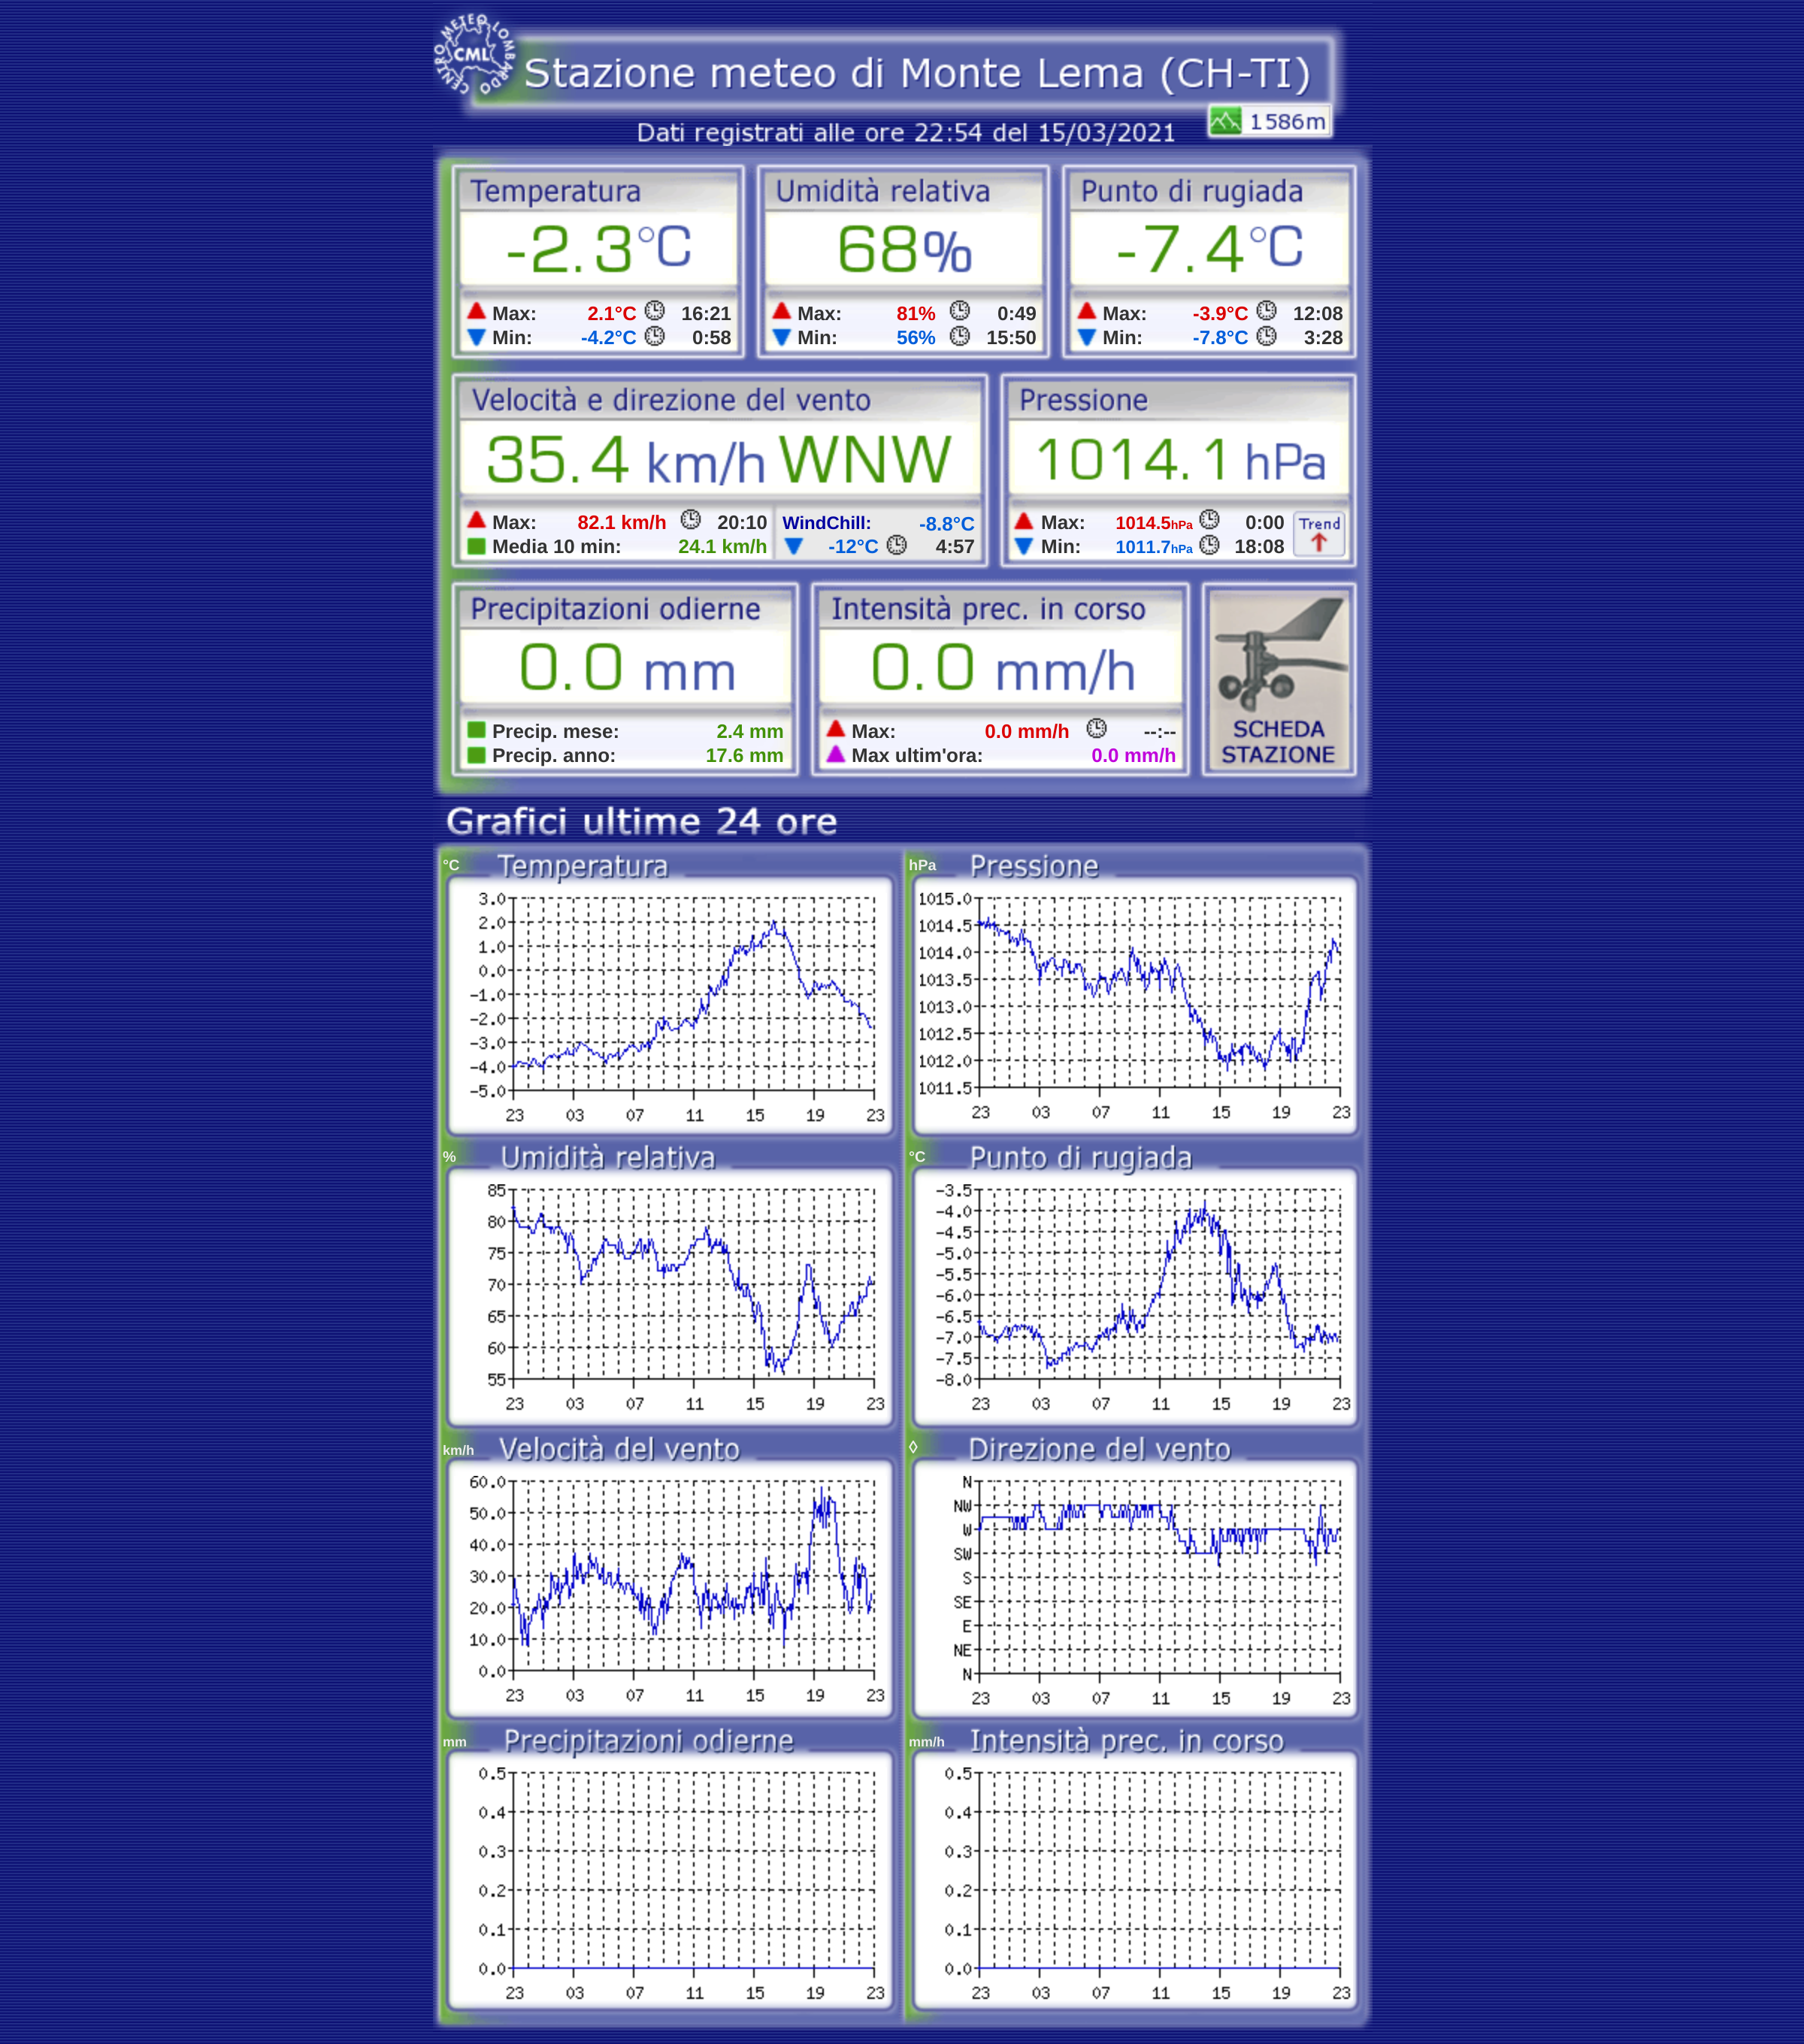 CENTRO METEO LOMBARDO
CML
Stazione meteo di Monte Lema (CH-TI)
1586m
Dati registrati alle ore 22:54 del 15/03/2021
Temperatura Umidità relativa Punto di rugiada
-2.3°C 68% -7.4°C
Max: 2.1°C 16:21 Max: 81% 0:49 Max: -3.9°C 12:08
Min: -4.2°C 0:58 Min: 56% 15:50 Min: -7.8°C 3:28
Velocità e direzione del vento Pressione
35.4 km/h WNW 1014.1 hPa
Max: 82.1 km/h 20:10 WindChill: -8.8°C Max: 1014.5hPa 0:00 Trend
Media 10 min: 24.1 km/h -12°C 4:57 Min: 1011.7hPa 18:08
Precipitazioni odierne Intensità prec. in corso
0.0 mm 0.0 mm/h
Precip. mese: 2.4 mm Max: 0.0 mm/h --:-- SCHEDA
Precip. anno: 17.6 mm Max ultim'ora: 0.0 mm/h STAZIONE
Grafici ultime 24 ore
°C Temperatura
3.0
2.0
1.0
0.0
-1.0
-2.0
-3.0
-4.0
-5.0
23 03 07 11 15 19 23
hPa Pressione
1015.0
1014.5
1014.0
1013.5
1013.0
1012.5
1012.0
1011.5
23 03 07 11 15 19 23
% Umidità relativa
85
80
75
70
65
60
55
23 03 07 11 15 19 23
°C Punto di rugiada
-3.5
-4.0
-4.5
-5.0
-5.5
-6.0
-6.5
-7.0
-7.5
-8.0
23 03 07 11 15 19 23
km/h Velocità del vento
60.0
50.0
40.0
30.0
20.0
10.0
0.0
23 03 07 11 15 19 23
◊ Direzione del vento
N
NW
W
SW
S
SE
E
NE
N
23 03 07 11 15 19 23
mm Precipitazioni odierne
0.5
0.4
0.3
0.2
0.1
0.0
23 03 07 11 15 19 23
mm/h Intensità prec. in corso
0.5
0.4
0.3
0.2
0.1
0.0
23 03 07 11 15 19 23